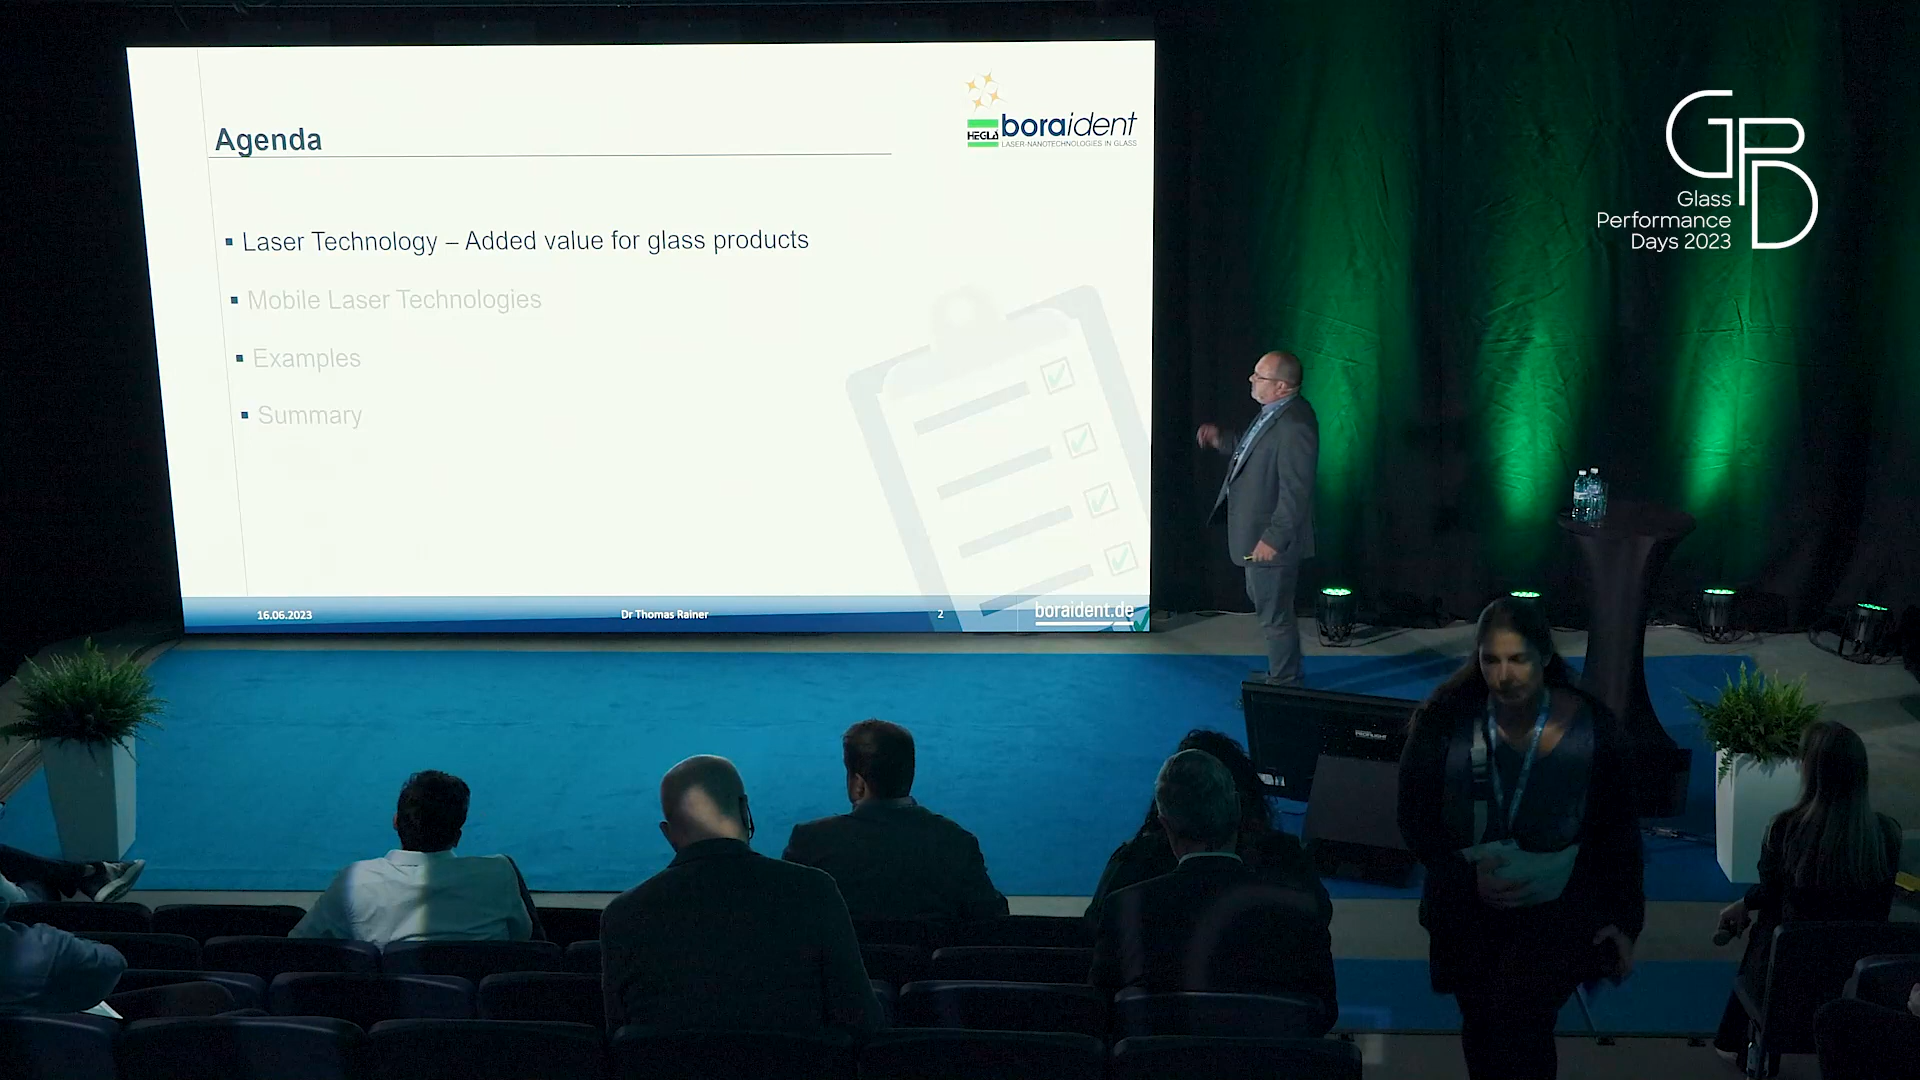 Agenda
HEGLA boraident
LASER-NANOTECHNOLOGIES IN GLASS
Laser Technology – Added value for glass products
Mobile Laser Technologies
Examples
Summary
16.06.2023
Dr Thomas Rainer
2
boraident.de
GPD
Glass
Performance
Days 2023